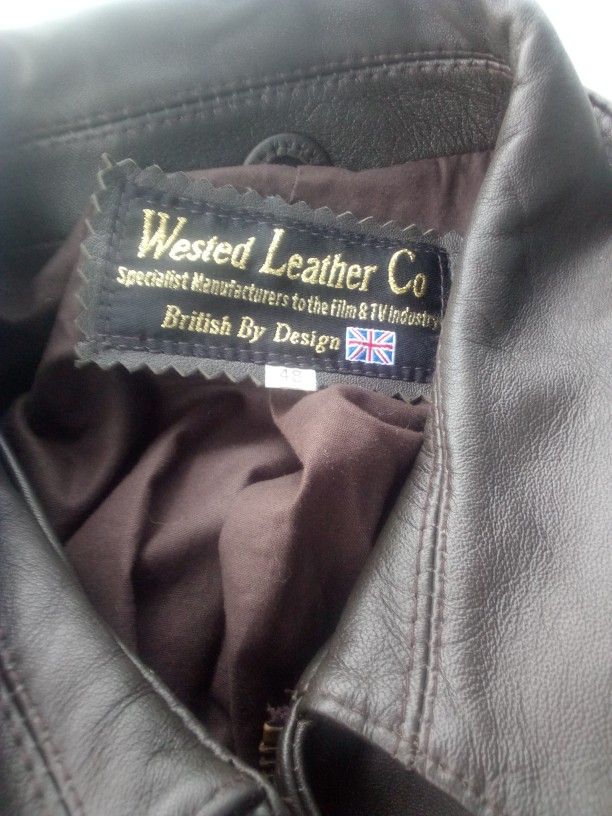 Wested Leather Co
Specialist Manufacturers to the Film & TV Industry
British By Design
48